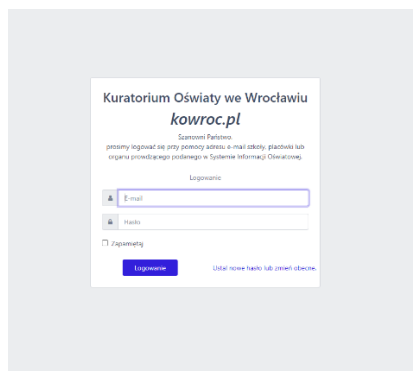 Kuratorium Oświaty we Wrocławiu
kowroc.pl
Szanowni Państwo,
prosimy logować się przy pomocy adresu e-mail szkoły, placówki lub
organu prowdzącego podanego w Systemie Informacji Oświatowej.
Logowanie
E-mail
Hasło
Zapamiętaj
Logowanie
Ustal nowe hasło lub zmień obecne.